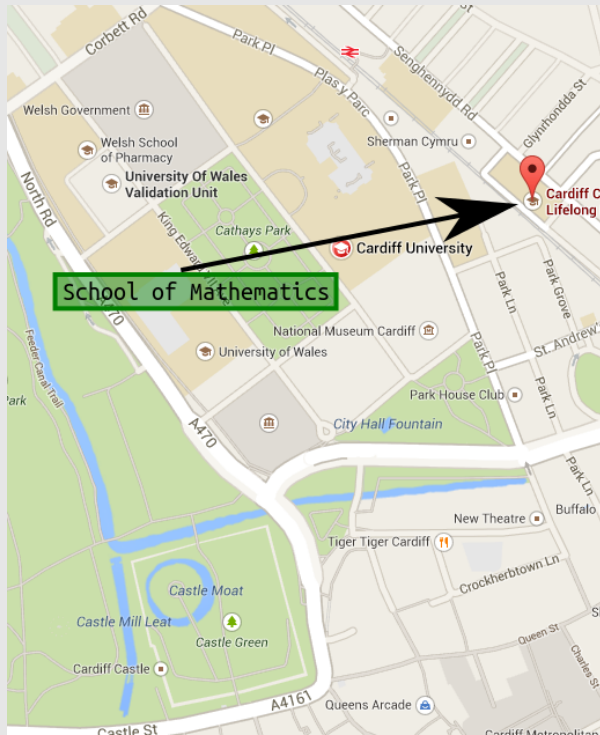 Corbett Rd
Park Pl
Plas y Parc
Senghennydd Rd
Welsh Government
Glynrhondda St
Welsh School
of Pharmacy
Sherman Cymru
University Of Wales
Validation Unit
North Rd
Park Pl
Cardiff C
Lifelong
King Edward
Cathays Park
Cardiff University
School of Mathematics
A470
Park Ln
Park Grove
National Museum Cardiff
University of Wales
Park Pl
St. Andrew's
Feeder Canal Trail
Park
Park House Club
Park Ln
City Hall Fountain
A470
Park Ln
New Theatre
Buffalo
Tiger Tiger Cardiff
Crockherbtown Ln
Castle Moat
Castle Mill Leat
Castle Green
Queen St
Charles St
Cardiff Castle
A4161
Queens Arcade
Castle St
Cardiff Metropolitan